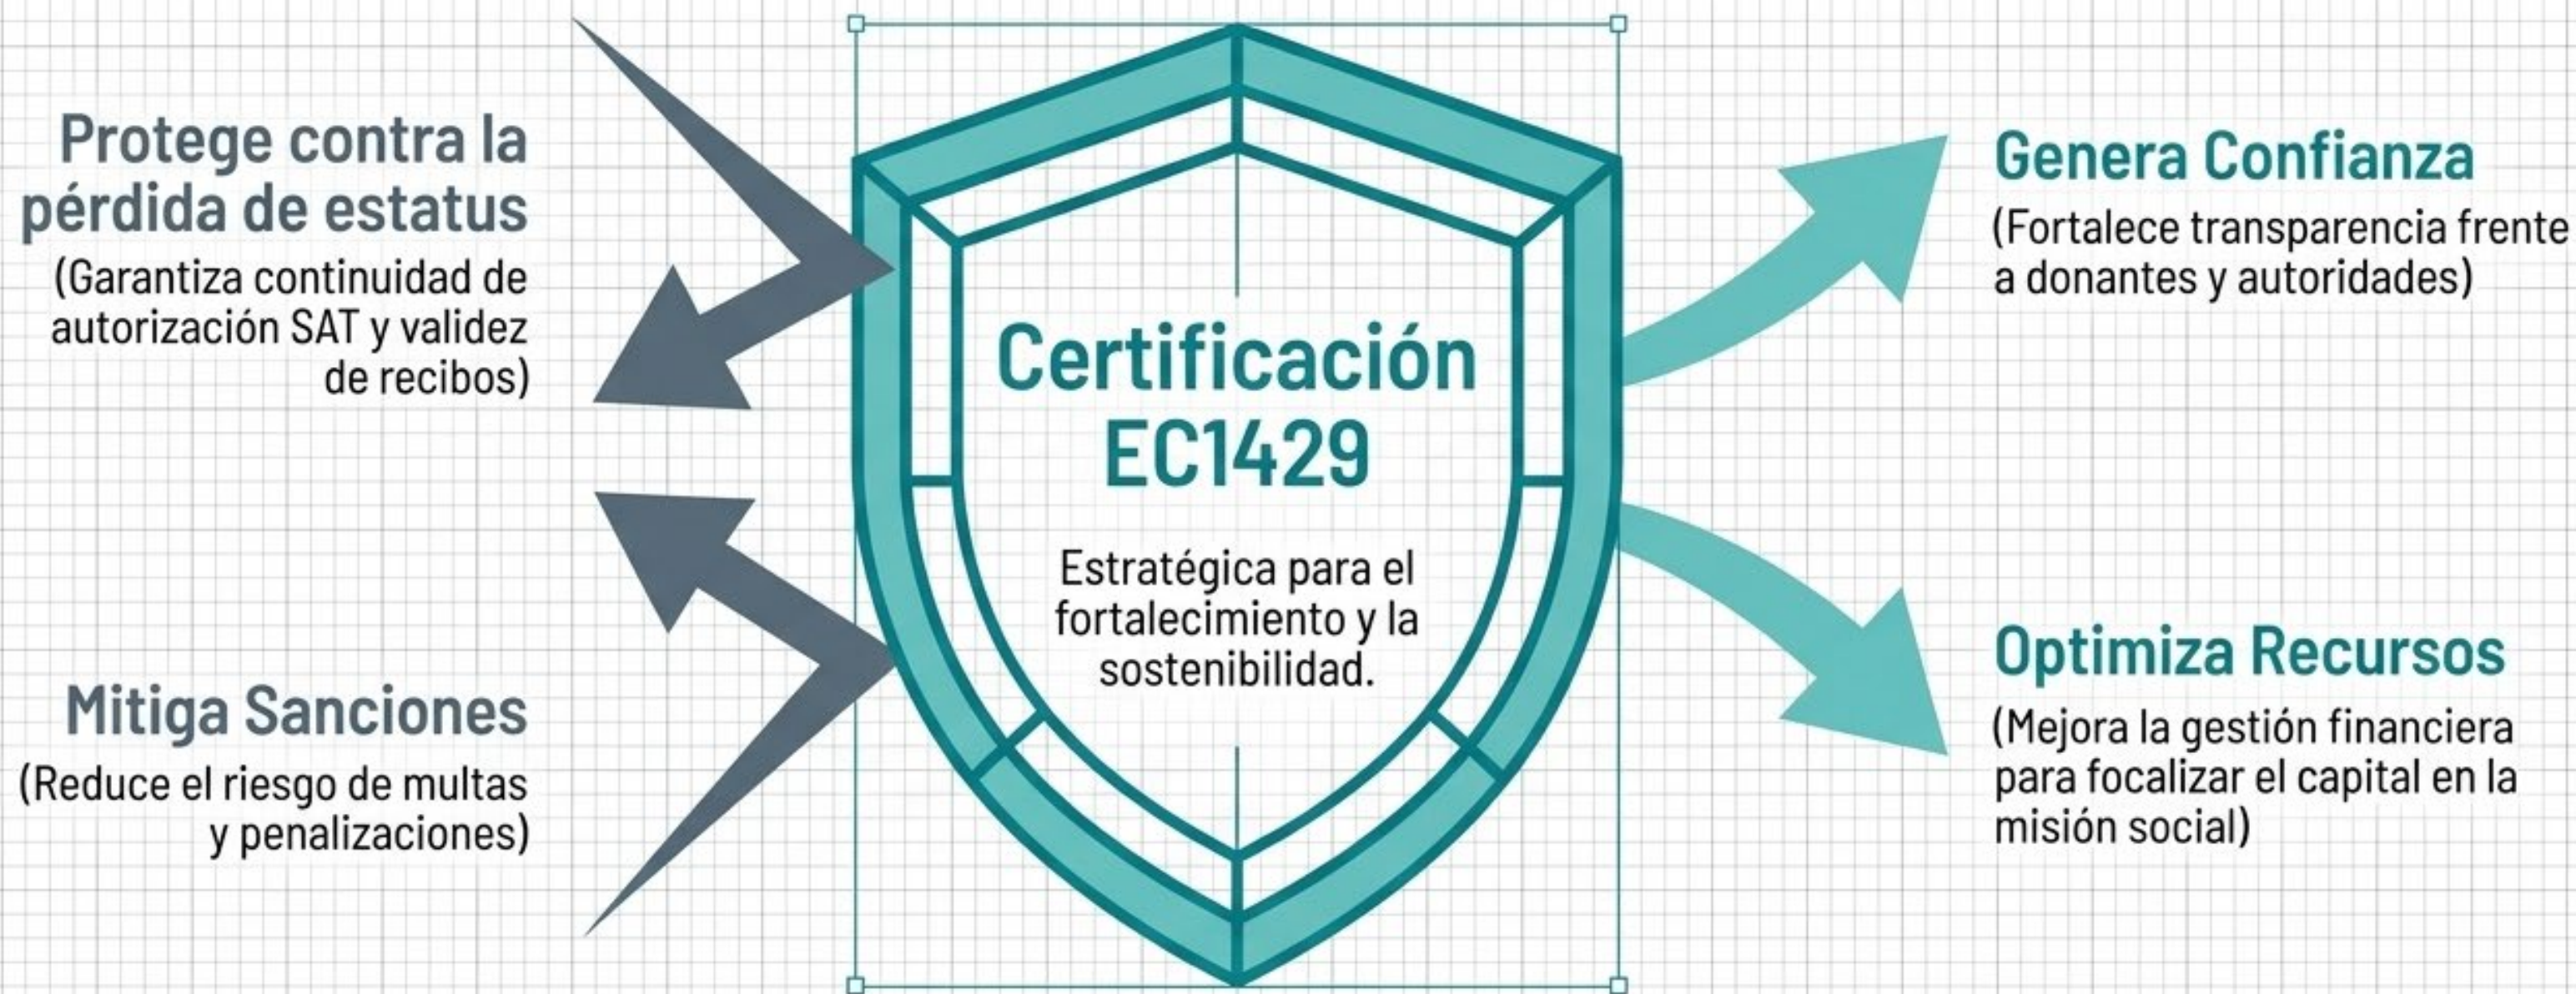 Protege contra la
pérdida de estatus
(Garantiza continuidad de
autorización SAT y validez
de recibos)
Mitiga Sanciones
(Reduce el riesgo de multas
y penalizaciones)
Certificación
EC1429
Estratégica para el
fortalecimiento y la
sostenibilidad.
Genera Confianza
(Fortalece transparencia frente
a donantes y autoridades)
Optimiza Recursos
(Mejora la gestión financiera
para focalizar el capital en la
misión social)